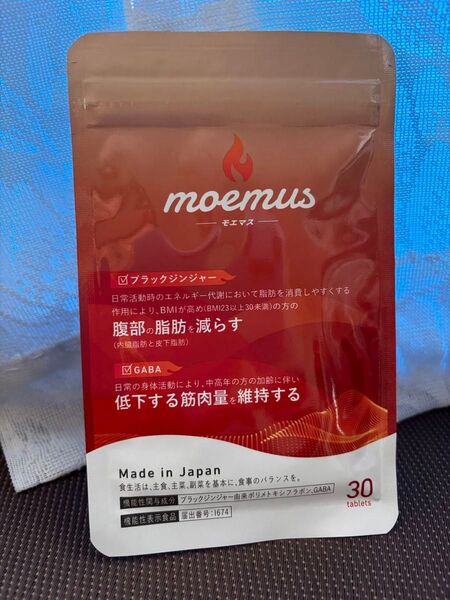 moemus
モエマス
ブラックジンジャー
日常活動時のエネルギー代謝において脂肪を消費しやすくする
作用により、BMIが高め(BMI23以上30未満)の方の
腹部の脂肪を減らす
(内臓脂肪と皮下脂肪)
GABA
日常の身体活動により、中高年の方の加齢に伴い
低下する筋肉量を維持する
Made in Japan
食生活は、主食、主菜、副菜を基本に、食事のバランスを。
機能性関与成分 ブラックジンジャー由来ポリメトキシフラボン、GABA
機能性表示食品 届出番号:I674
30
tablets